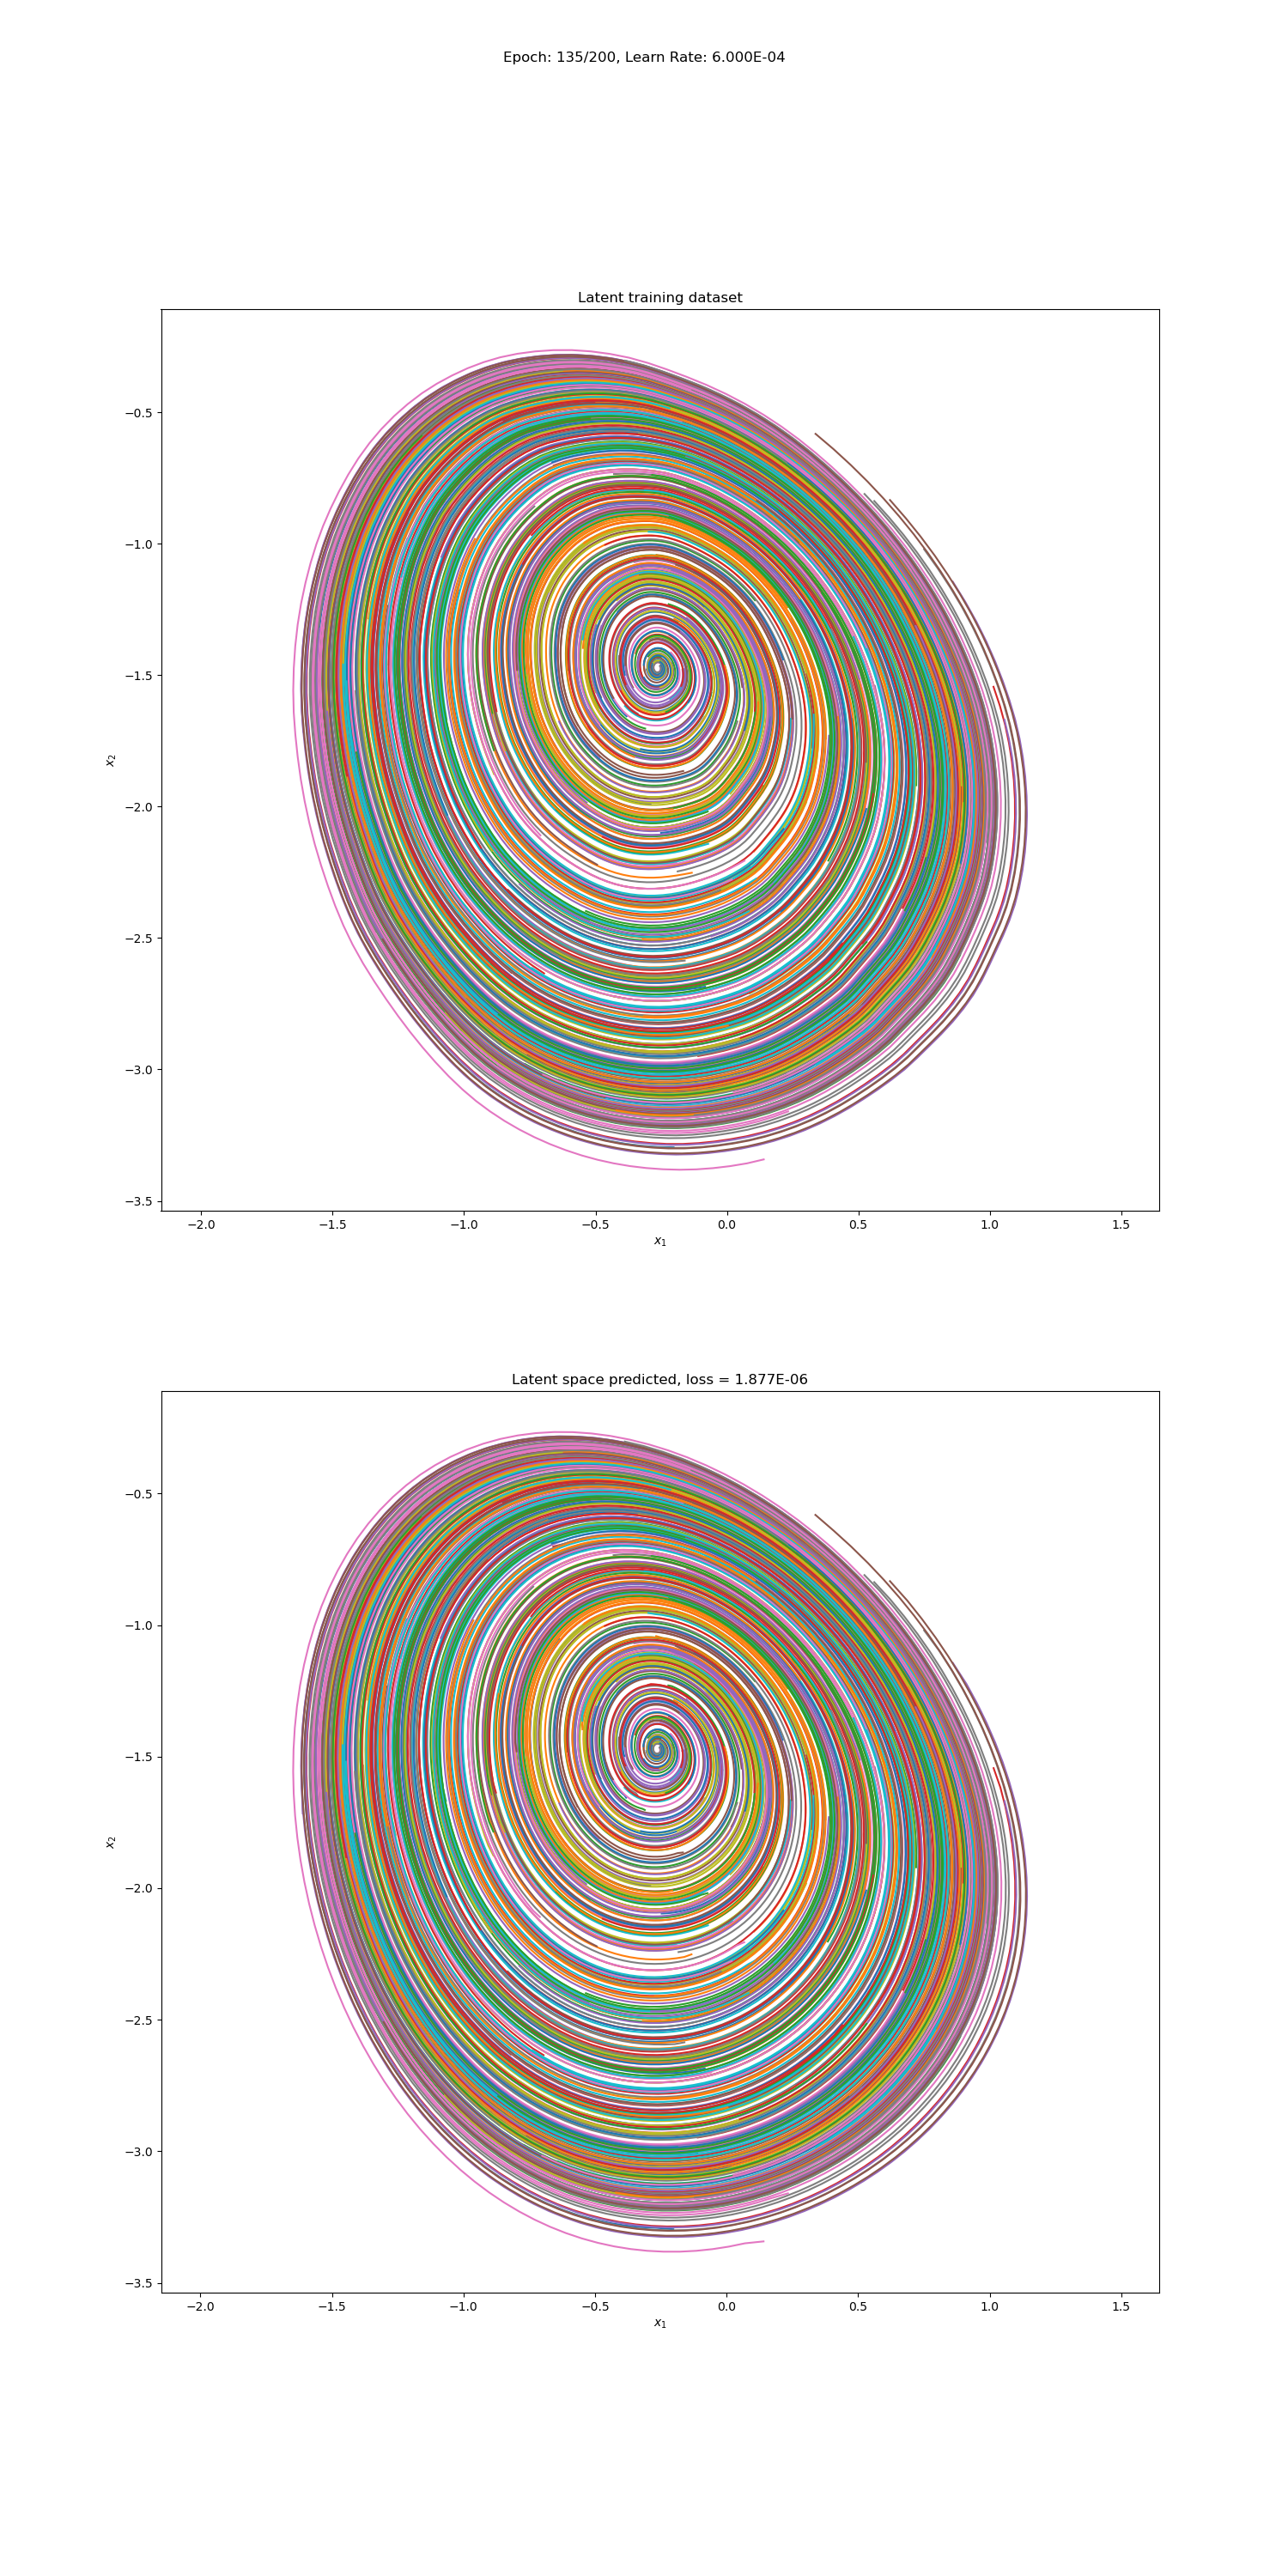 Epoch: 135/200, Learn Rate: 6.000E-04
Latent training dataset
−0.5
−1.0
−1.5
−2.0
−2.5
−3.0
−3.5
x₂
−2.0 −1.5 −1.0 −0.5 0.0 0.5 1.0 1.5
x₁
Latent space predicted, loss = 1.877E-06
−0.5
−1.0
−1.5
−2.0
−2.5
−3.0
−3.5
x₂
−2.0 −1.5 −1.0 −0.5 0.0 0.5 1.0 1.5
x₁